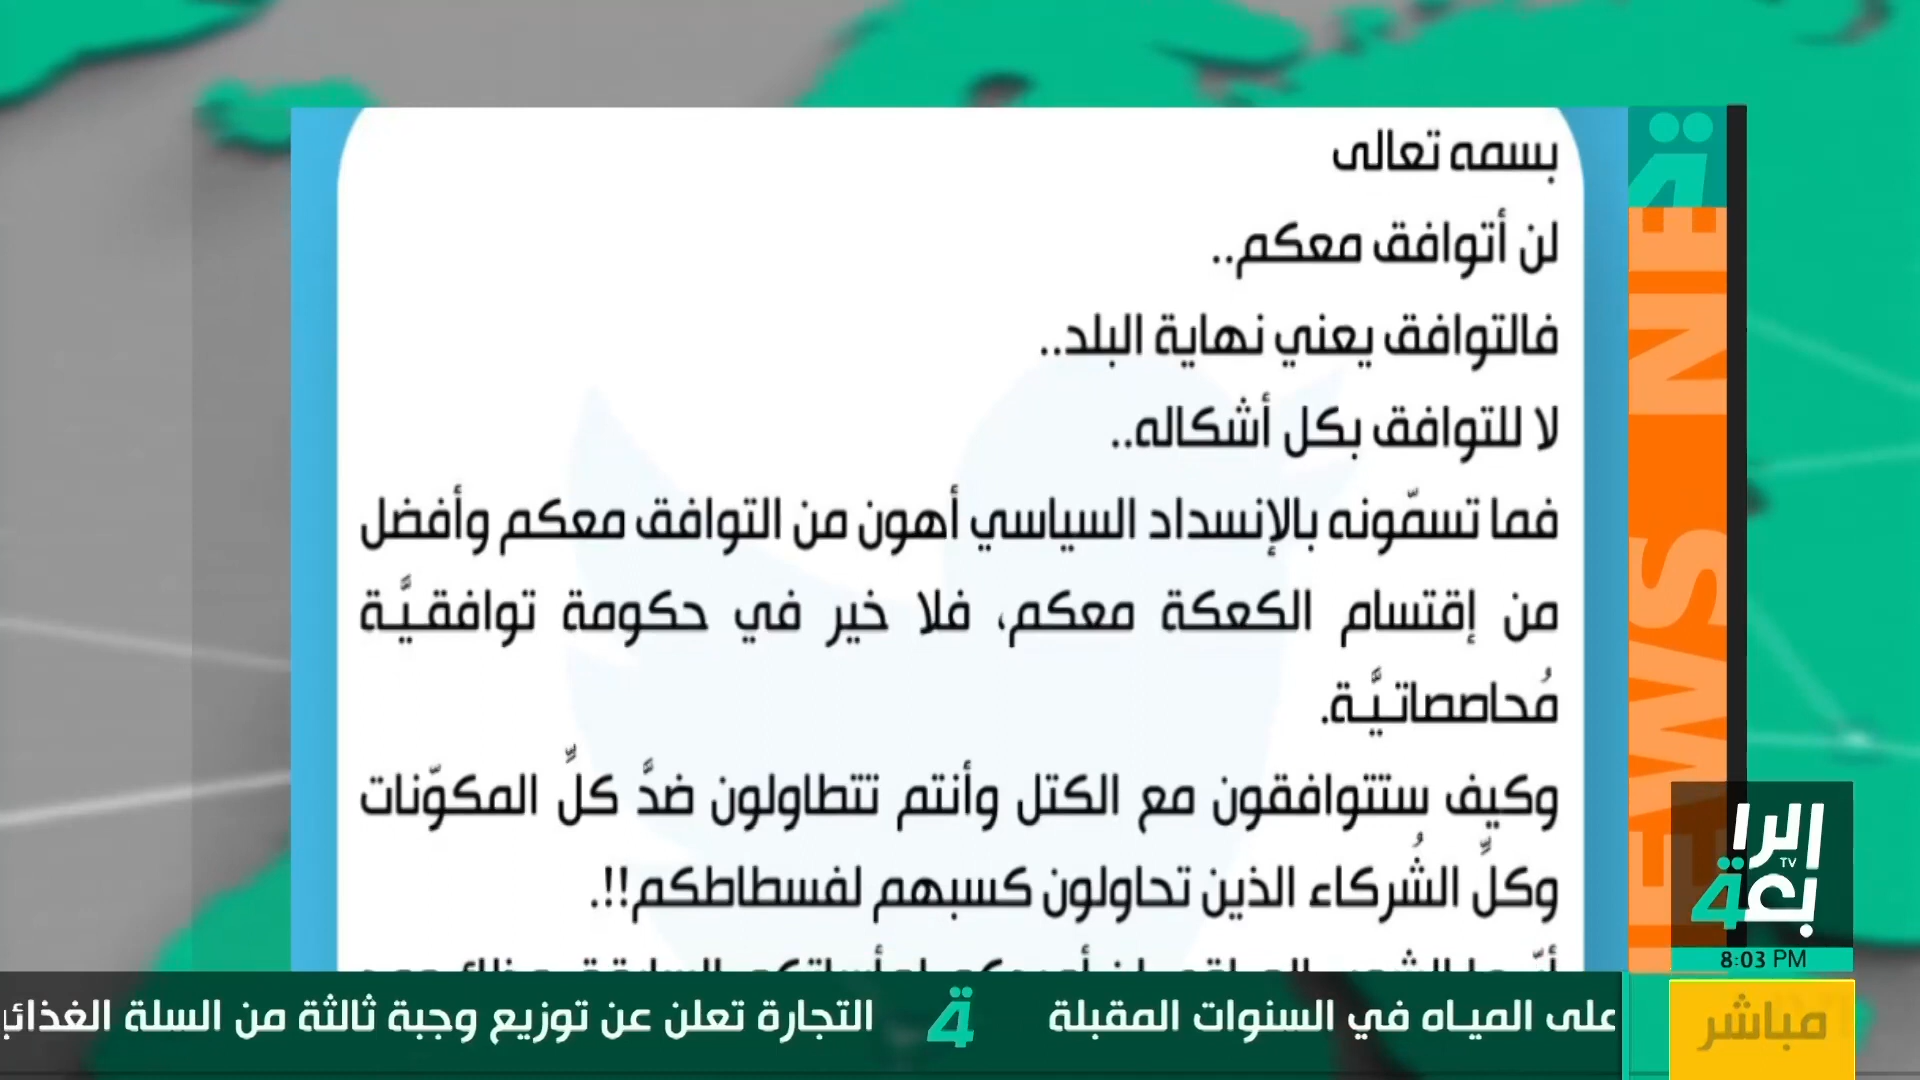 بسمه تعالى
لن أتوافق معكم..
فالتوافق يعني نهاية البلد..
لا للتوافق بكل أشكاله..
فما تسمّونه بالإنسداد السياسي أهون من التوافق معكم وأفضل
من إقتسام الكعكة معكم، فلا خير في حكومة توافقيَّة
مُحاصصاتيَّة.
وكيف ستتوافقون مع الكتل وأنتم تتطاولون ضدَّ كلِّ المكوّنات
وكلِّ الشُركاء الذين تحاولون كسبهم لفسطاطكم!!.
NEWS NE
الرابعة
TV
8:03 PM
مباشر
على المياه في السنوات المقبلة
التجارة تعلن عن توزيع وجبة ثالثة من السلة